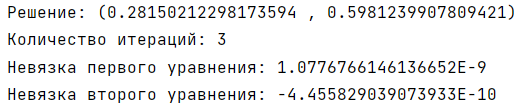 Решение: (0.28150212298173594 , 0.5981239907809421)
Количество итераций: 3
Невязка первого уравнения: 1.0776766146136652E-9
Невязка второго уравнения: -4.455829039073933E-10